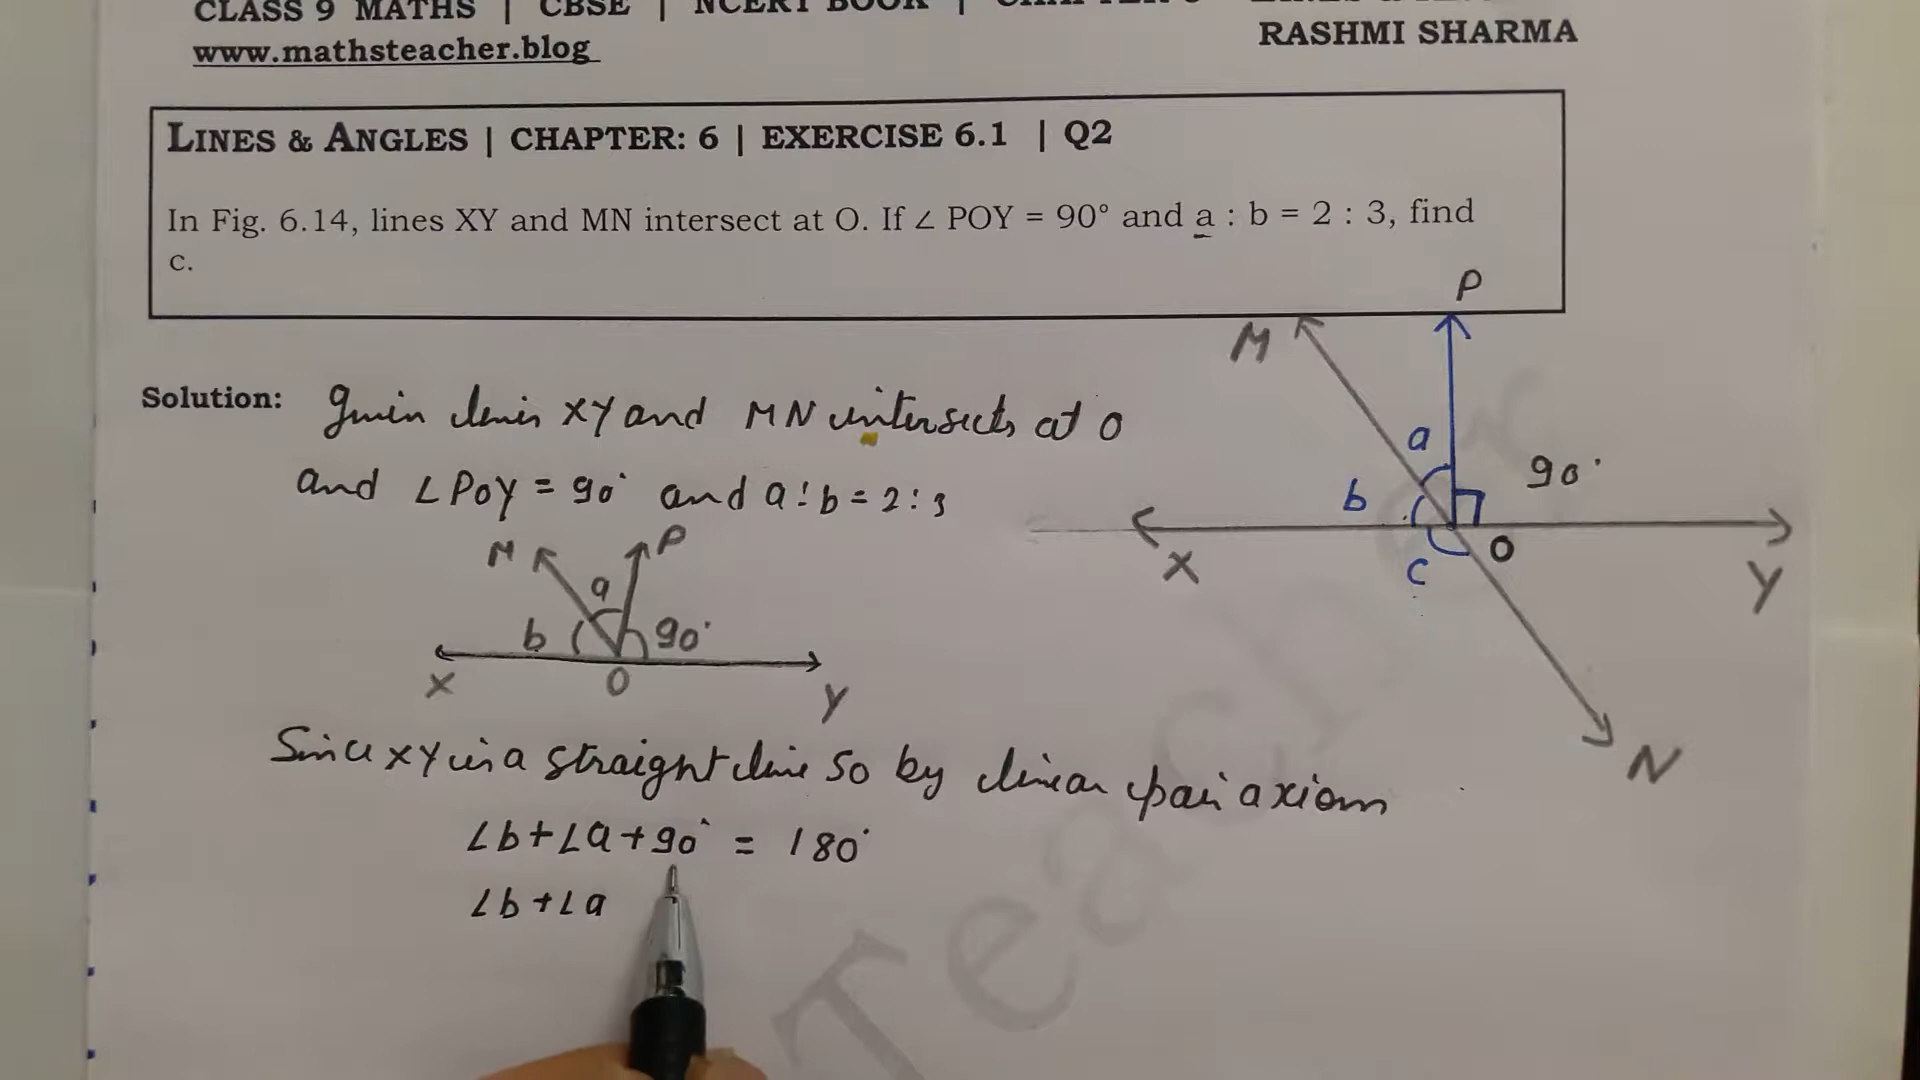 CLASS 9 MATHS | CBSE | NCERT BOOK |
www.mathsteacher.blog
RASHMI SHARMA
LINES & ANGLES | CHAPTER: 6 | EXERCISE 6.1 | Q2
In Fig. 6.14, lines XY and MN intersect at O. If ∠ POY = 90° and a : b = 2 : 3, find
c.
P
M
Solution: Given lines XY and MN intersects at O
a
90°
b
and ∠POY = 90° and a : b = 2 : 3
O
X
c
Y
M
P
a
b
90°
X
O
Y
N
Since XY is a straight line so by linear pair axiom
∠b + ∠a + 90° = 180°
∠b + ∠a
Teacher